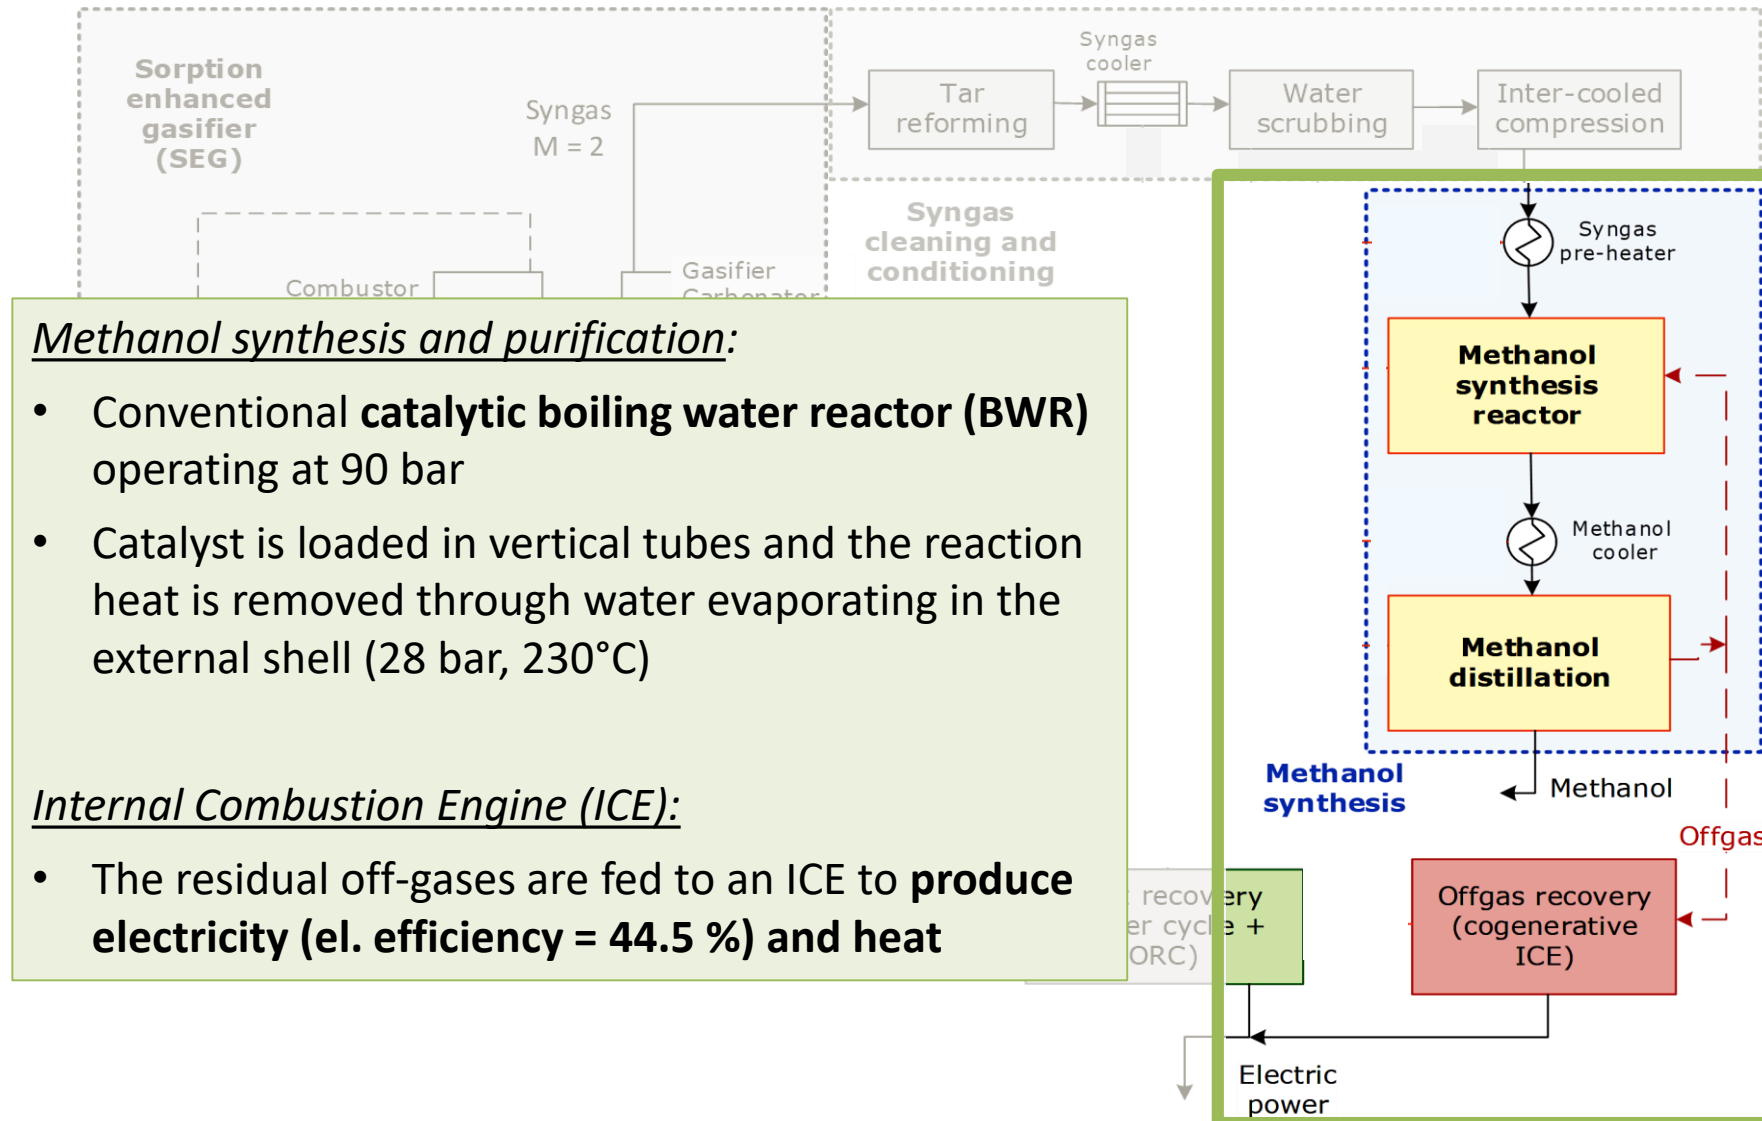 Sorption
enhanced
gasifier
(SEG)
Syngas
M = 2
Tar
reforming
Syngas
cooler
Water
scrubbing
Inter-cooled
compression
Syngas
cleaning and
conditioning
Combustor
Gasifier
Carbonator
Syngas
pre-heater
Methanol
synthesis
reactor
Methanol
cooler
Methanol
distillation
Methanol
synthesis
Methanol
Offgas
Offgas recovery
(cogenerative
ICE)
recovery
cycle +
ORC)
Electric
power
Methanol synthesis and purification:
• Conventional catalytic boiling water reactor (BWR)
operating at 90 bar
• Catalyst is loaded in vertical tubes and the reaction
heat is removed through water evaporating in the
external shell (28 bar, 230°C)
Internal Combustion Engine (ICE):
• The residual off-gases are fed to an ICE to produce
electricity (el. efficiency = 44.5 %) and heat